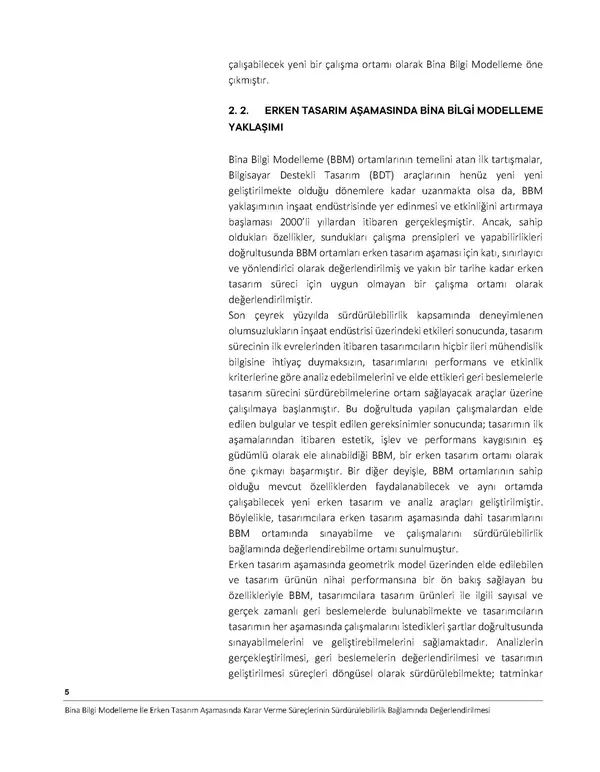 çalışabilecek yeni bir çalışma ortamı olarak Bina Bilgi Modelleme öne
çıkmıştır.
2. 2. ERKEN TASARIM AŞAMASINDA BİNA BİLGİ MODELLEME
YAKLAŞIMI
Bina Bilgi Modelleme (BBM) ortamlarının temelini atan ilk tartışmalar,
Bilgisayar Destekli Tasarım (BDT) araçlarının henüz yeni yeni
geliştirilmekte olduğu dönemlere kadar uzanmakta olsa da, BBM
yaklaşımının inşaat endüstrisinde yer edinmesi ve etkinliğini artırmaya
başlaması 2000'li yıllardan itibaren gerçekleşmiştir. Ancak, sahip
oldukları özellikler, sundukları çalışma prensipleri ve yapabilirlikleri
doğrultusunda BBM ortamları erken tasarım aşaması için katı, sınırlayıcı
ve yönlendirici olarak değerlendirilmiş ve yakın bir tarihe kadar erken
tasarım süreci için uygun olmayan bir çalışma ortamı olarak
değerlendirilmiştir.
Son çeyrek yüzyılda sürdürülebilirlik kapsamında deneyimlenen
olumsuzlukların inşaat endüstrisi üzerindeki etkileri sonucunda, tasarım
sürecinin ilk evrelerinden itibaren tasarımcıların hiçbir ileri mühendislik
bilgisine ihtiyaç duymaksızın, tasarımlarını performans ve etkinlik
kriterlerine göre analiz edebilmelerini ve elde ettikleri geri beslemelerle
tasarım sürecini sürdürebilmelerine ortam sağlayacak araçlar üzerine
çalışılmaya başlanmıştır. Bu doğrultuda yapılan çalışmalardan elde
edilen bulgular ve tespit edilen gereksinimler sonucunda; tasarımın ilk
aşamalarından itibaren estetik, işlev ve performans kaygısının eş
güdümlü olarak ele alınabildiği BBM, bir erken tasarım ortamı olarak
öne çıkmayı başarmıştır. Bir diğer deyişle, BBM ortamlarının sahip
olduğu mevcut özelliklerden faydalanabilecek ve aynı ortamda
çalışabilecek yeni erken tasarım ve analiz araçları geliştirilmiştir.
Böylelikle, tasarımcılara erken tasarım aşamasında dahi tasarımlarını
BBM ortamında sınayabilme ve çalışmalarını sürdürülebilirlik
bağlamında değerlendirebilme ortamı sunulmuştur.
Erken tasarım aşamasında geometrik model üzerinden elde edilebilen
ve tasarım ürünün nihai performansına bir ön bakış sağlayan bu
özellikleriyle BBM, tasarımcılara tasarım ürünleri ile ilgili sayısal ve
gerçek zamanlı geri beslemelerde bulunabilmekte ve tasarımcıların
tasarımın her aşamasında çalışmalarını istedikleri şartlar doğrultusunda
sınayabilmelerini ve geliştirebilmelerini sağlamaktadır. Analizlerin
gerçekleştirilmesi, geri beslemelerin değerlendirilmesi ve tasarımın
geliştirilmesi süreçleri döngüsel olarak sürdürülebilmekte; tatminkar
5
Bina Bilgi Modelleme İle Erken Tasarım Aşamasında Karar Verme Süreçlerinin Sürdürülebilirlik Bağlamında Değerlendirilmesi